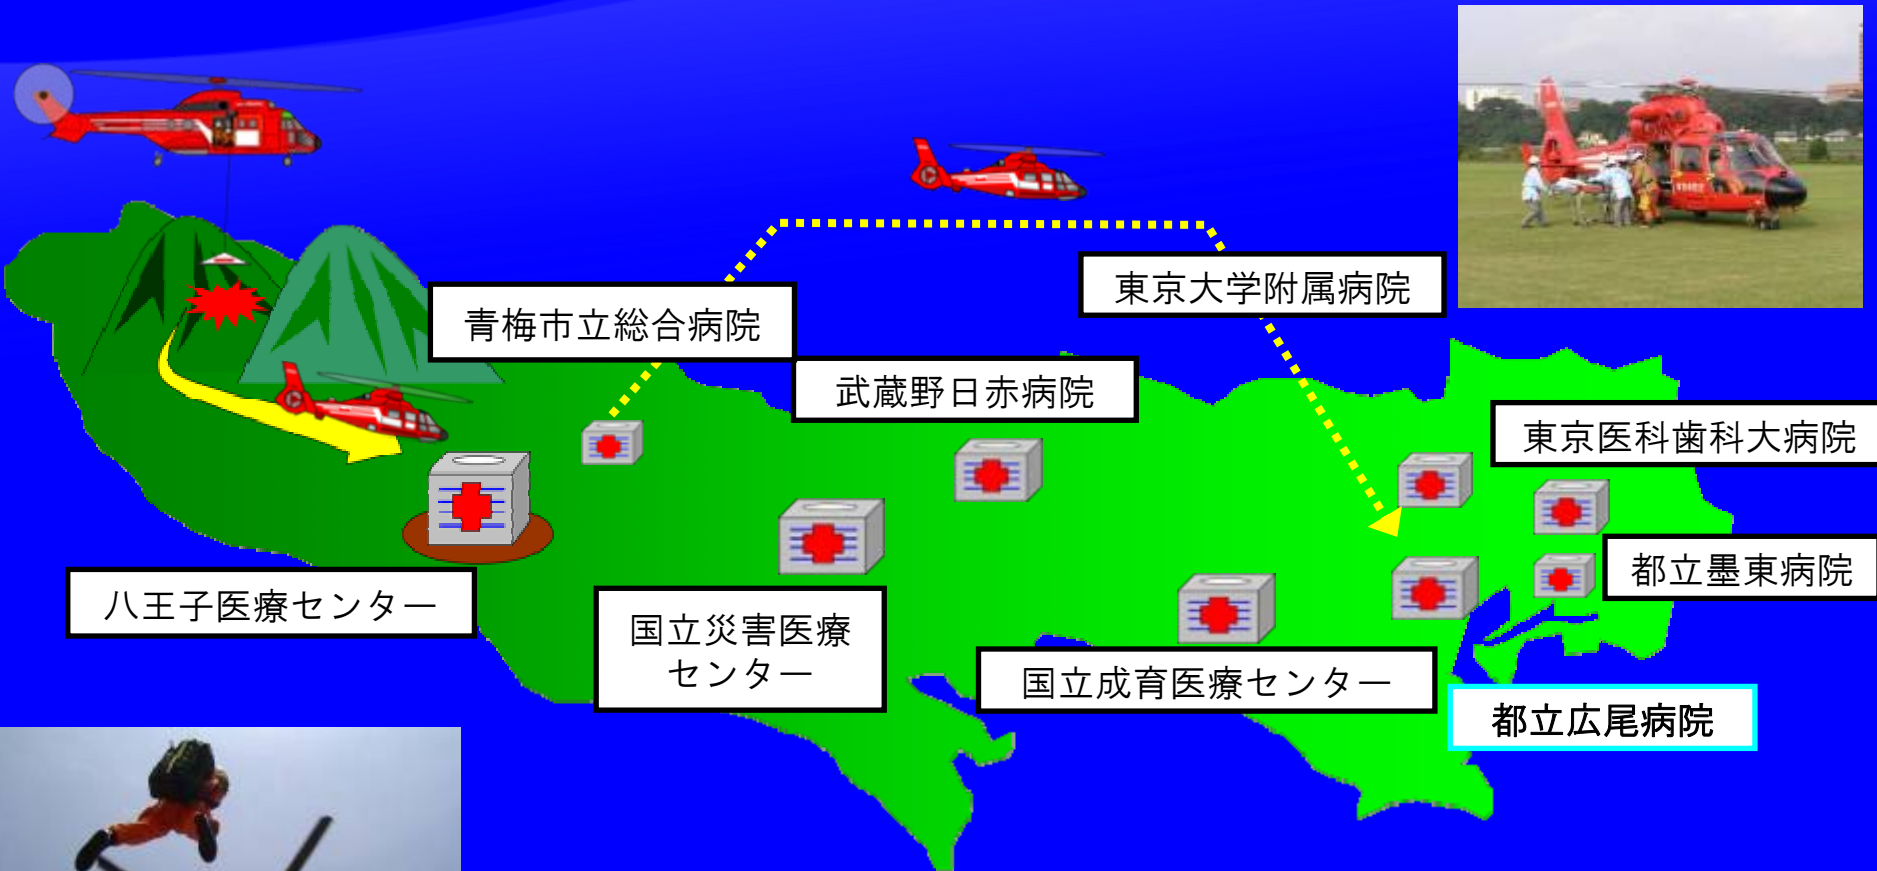 東京大学附属病院
青梅市立総合病院
武蔵野日赤病院
東京医科歯科大病院
都立墨東病院
八王子医療センター
国立災害医療
センター
国立成育医療センター
都立広尾病院